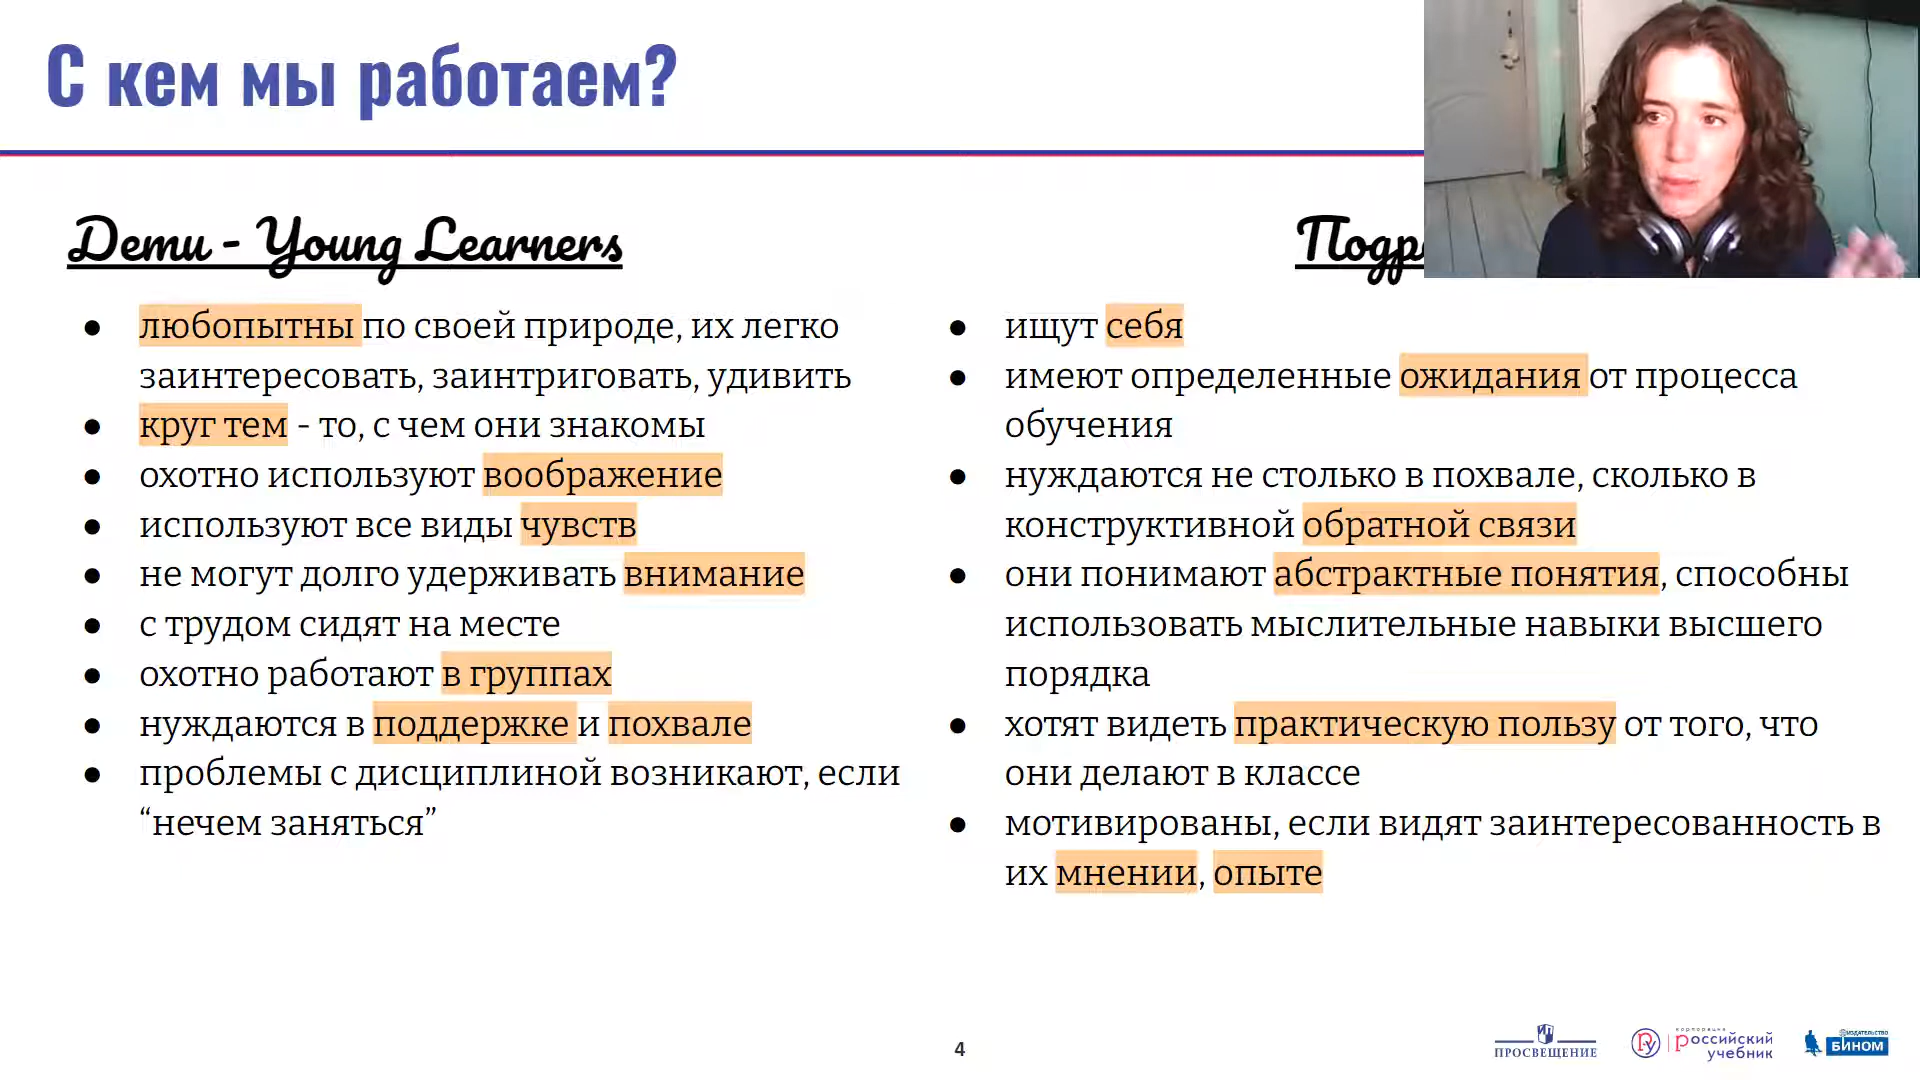 С кем мы работаем?
Дети - Young Learners
● любопытны по своей природе, их легко
заинтересовать, заинтриговать, удивить
● круг тем - то, с чем они знакомы
● охотно используют воображение
● используют все виды чувств
● не могут долго удерживать внимание
● с трудом сидят на месте
● охотно работают в группах
● нуждаются в поддержке и похвале
● проблемы с дисциплиной возникают, если
“нечем заняться”
● ищут себя
● имеют определенные ожидания от процесса
обучения
● нуждаются не столько в похвале, сколько в
конструктивной обратной связи
● они понимают абстрактные понятия, способны
использовать мыслительные навыки высшего
порядка
● хотят видеть практическую пользу от того, что
они делают в классе
● мотивированы, если видят заинтересованность в
их мнении, опыте
4
ПРОСВЕЩЕНИЕ
корпорация
российский
учебник
ИЗДАТЕЛЬСТВО
БИНОМ